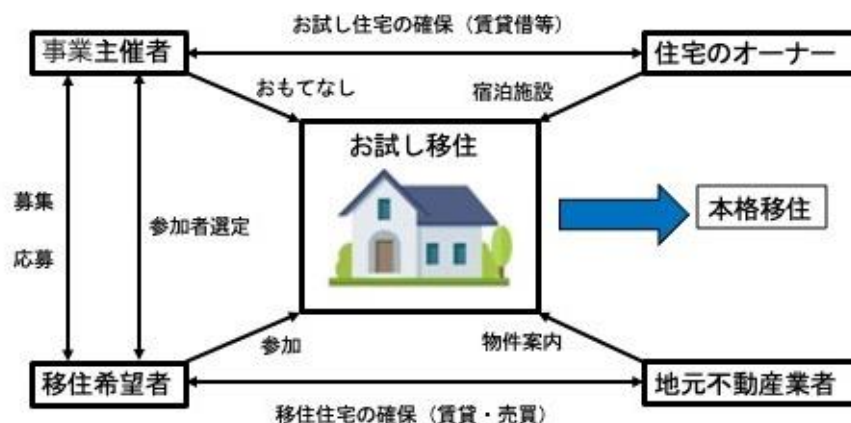 お試し住宅の確保（賃貸借等）
事業主催者
住宅のオーナー
おもてなし
宿泊施設
お試し移住
募集
応募
参加者選定
本格移住
参加
物件案内
移住希望者
地元不動産業者
移住住宅の確保（賃貸・売買）